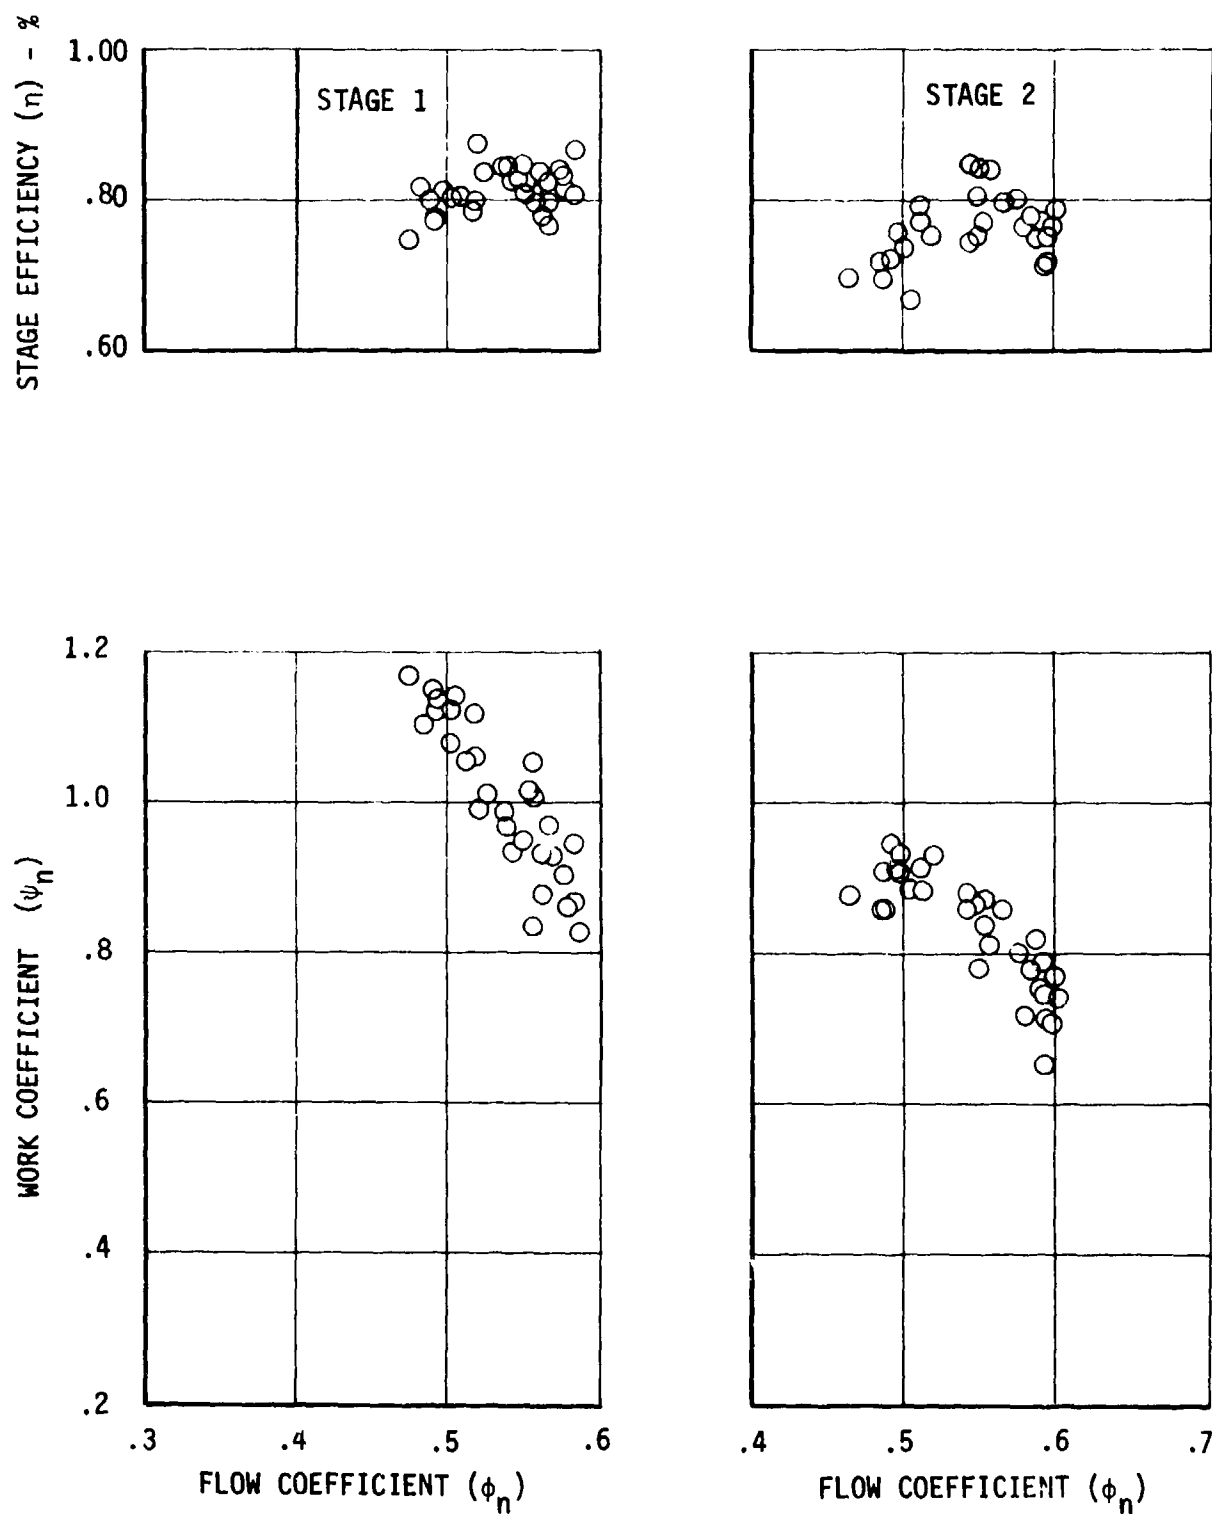 STAGE EFFICIENCY (η) - %
1.00
.80
.60
STAGE 1
STAGE 2
WORK COEFFICIENT (ψn)
1.2
1.0
.8
.6
.4
.2
.3 .4 .5 .6
FLOW COEFFICIENT (ϕn)
.4 .5 .6 .7
FLOW COEFFICIENT (ϕn)